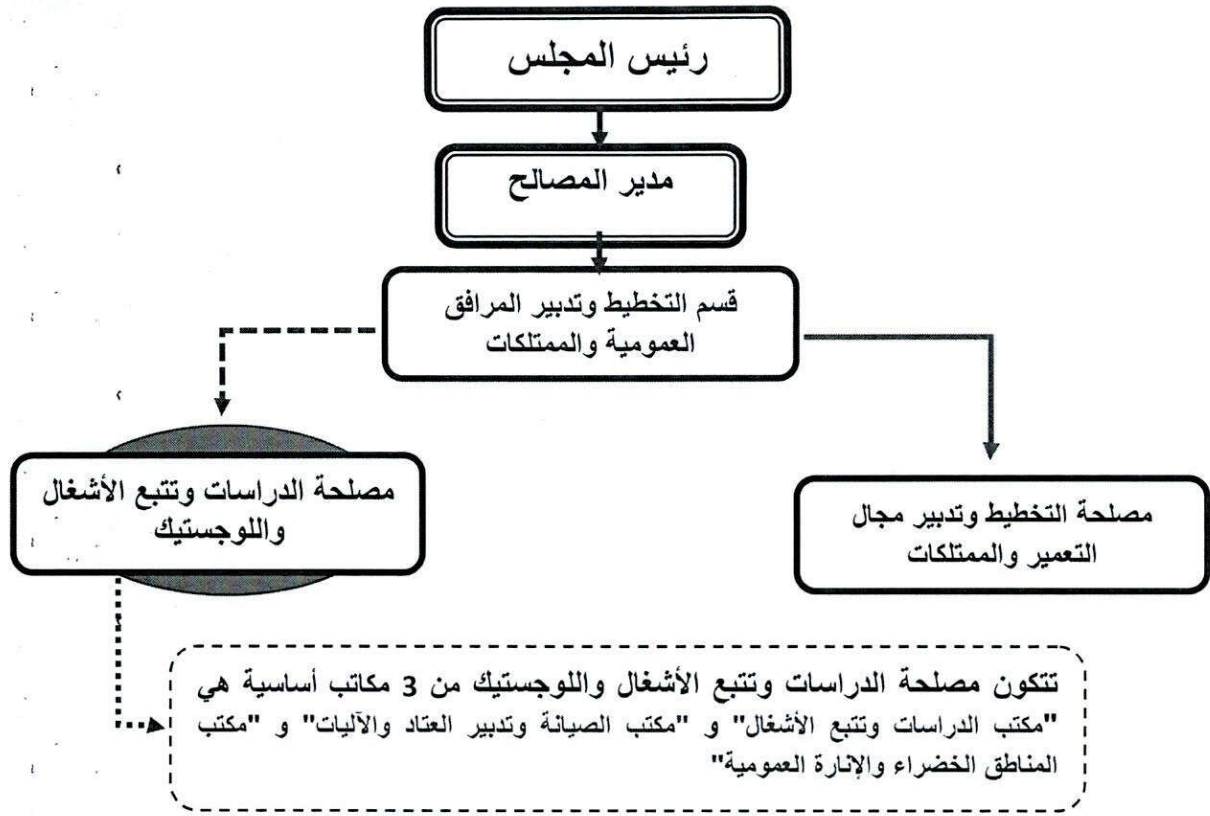 رئيس المجلس
مدير المصالح
قسم التخطيط وتدبير المرافق
العمومية والممتلكات
مصلحة الدراسات وتتبع الأشغال
واللوجستيك
مصلحة التخطيط وتدبير مجال
التعمير والممتلكات
تتكون مصلحة الدراسات وتتبع الأشغال واللوجستيك من 3 مكاتب أساسية هي
"مكتب الدراسات وتتبع الأشغال" و "مكتب الصيانة وتدبير العتاد والآليات" و "مكتب
المناطق الخضراء والإنارة العمومية"